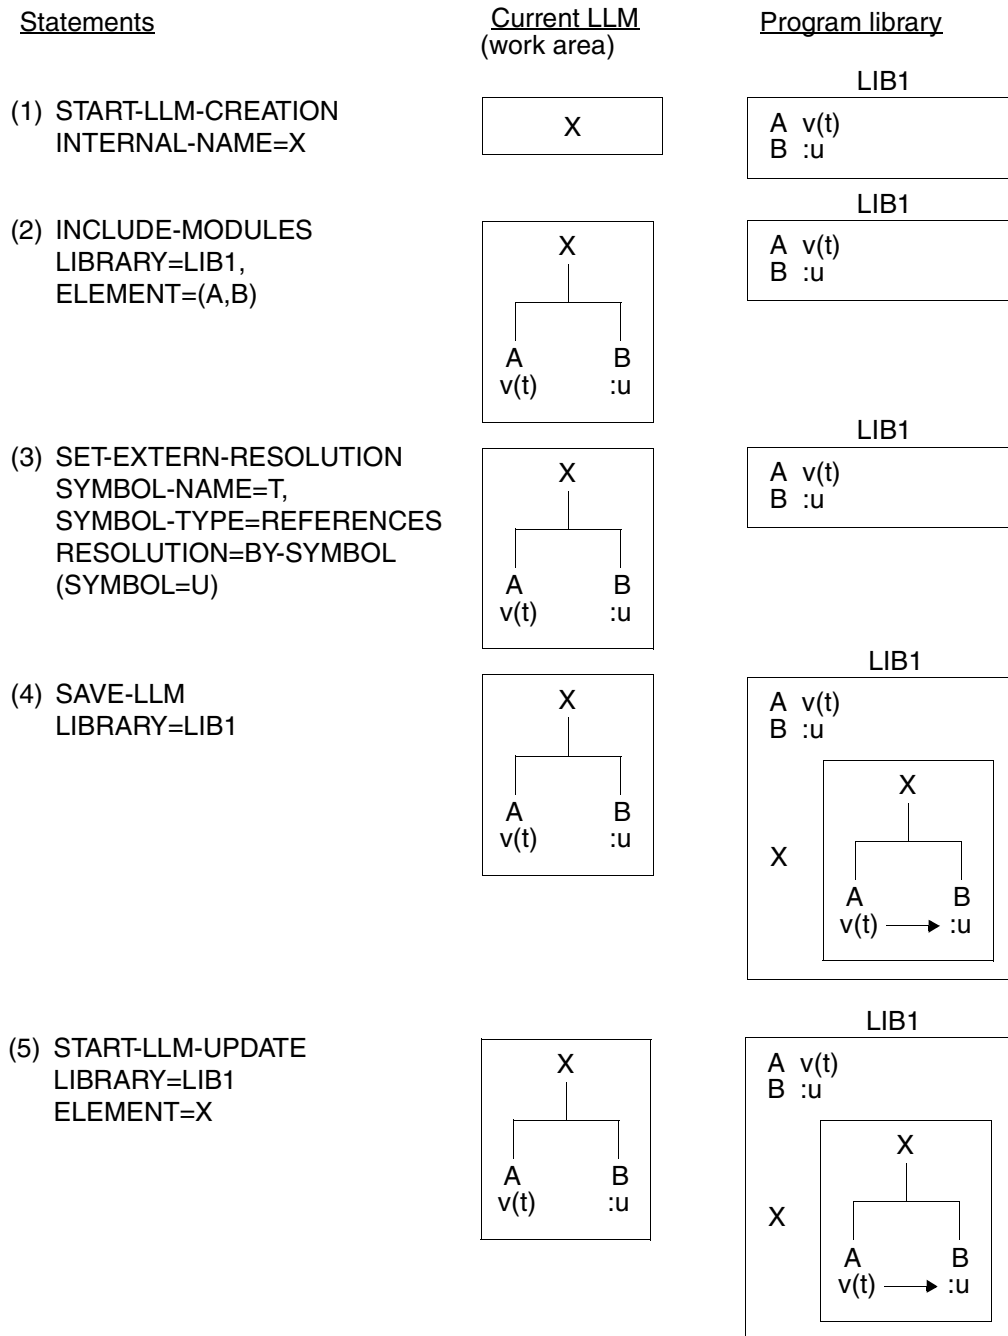 Statements
Current LLM
(work area)
Program library
(1) START-LLM-CREATION
INTERNAL-NAME=X
X
LIB1
A v(t)
B :u
(2) INCLUDE-MODULES
LIBRARY=LIB1,
ELEMENT=(A,B)
X
A B
v(t) :u
LIB1
A v(t)
B :u
(3) SET-EXTERN-RESOLUTION
SYMBOL-NAME=T,
SYMBOL-TYPE=REFERENCES
RESOLUTION=BY-SYMBOL
(SYMBOL=U)
X
A B
v(t) :u
LIB1
A v(t)
B :u
(4) SAVE-LLM
LIBRARY=LIB1
X
A B
v(t) :u
LIB1
A v(t)
B :u
X
X
A B
v(t) :u
(5) START-LLM-UPDATE
LIBRARY=LIB1
ELEMENT=X
X
A B
v(t) :u
LIB1
A v(t)
B :u
X
X
A B
v(t) :u